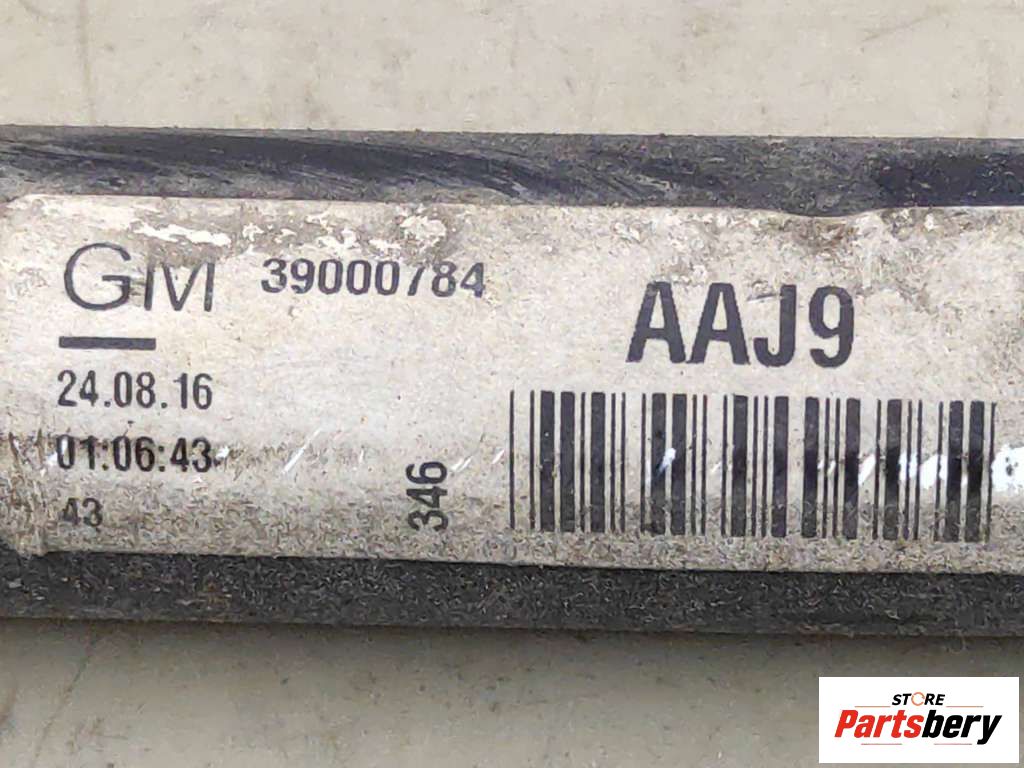 GM 39000784
AAJ9
24.08.16
01:06:43
43
346
STORE
Partsbery